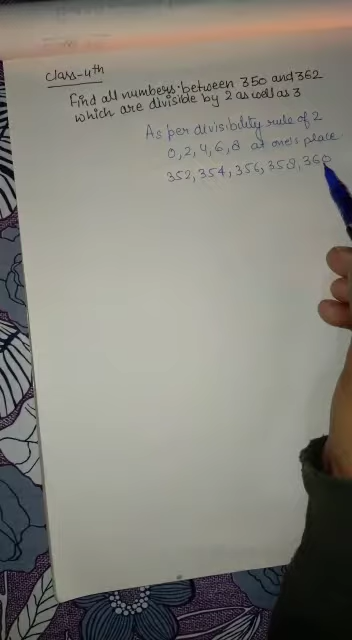 Class-4th
Find all numbers between 350 and 362
which are divisible by 2 as well as 3
As per divisibility rule of 2
0, 2, 4, 6, 8 at one's place
352, 354, 356, 358, 360